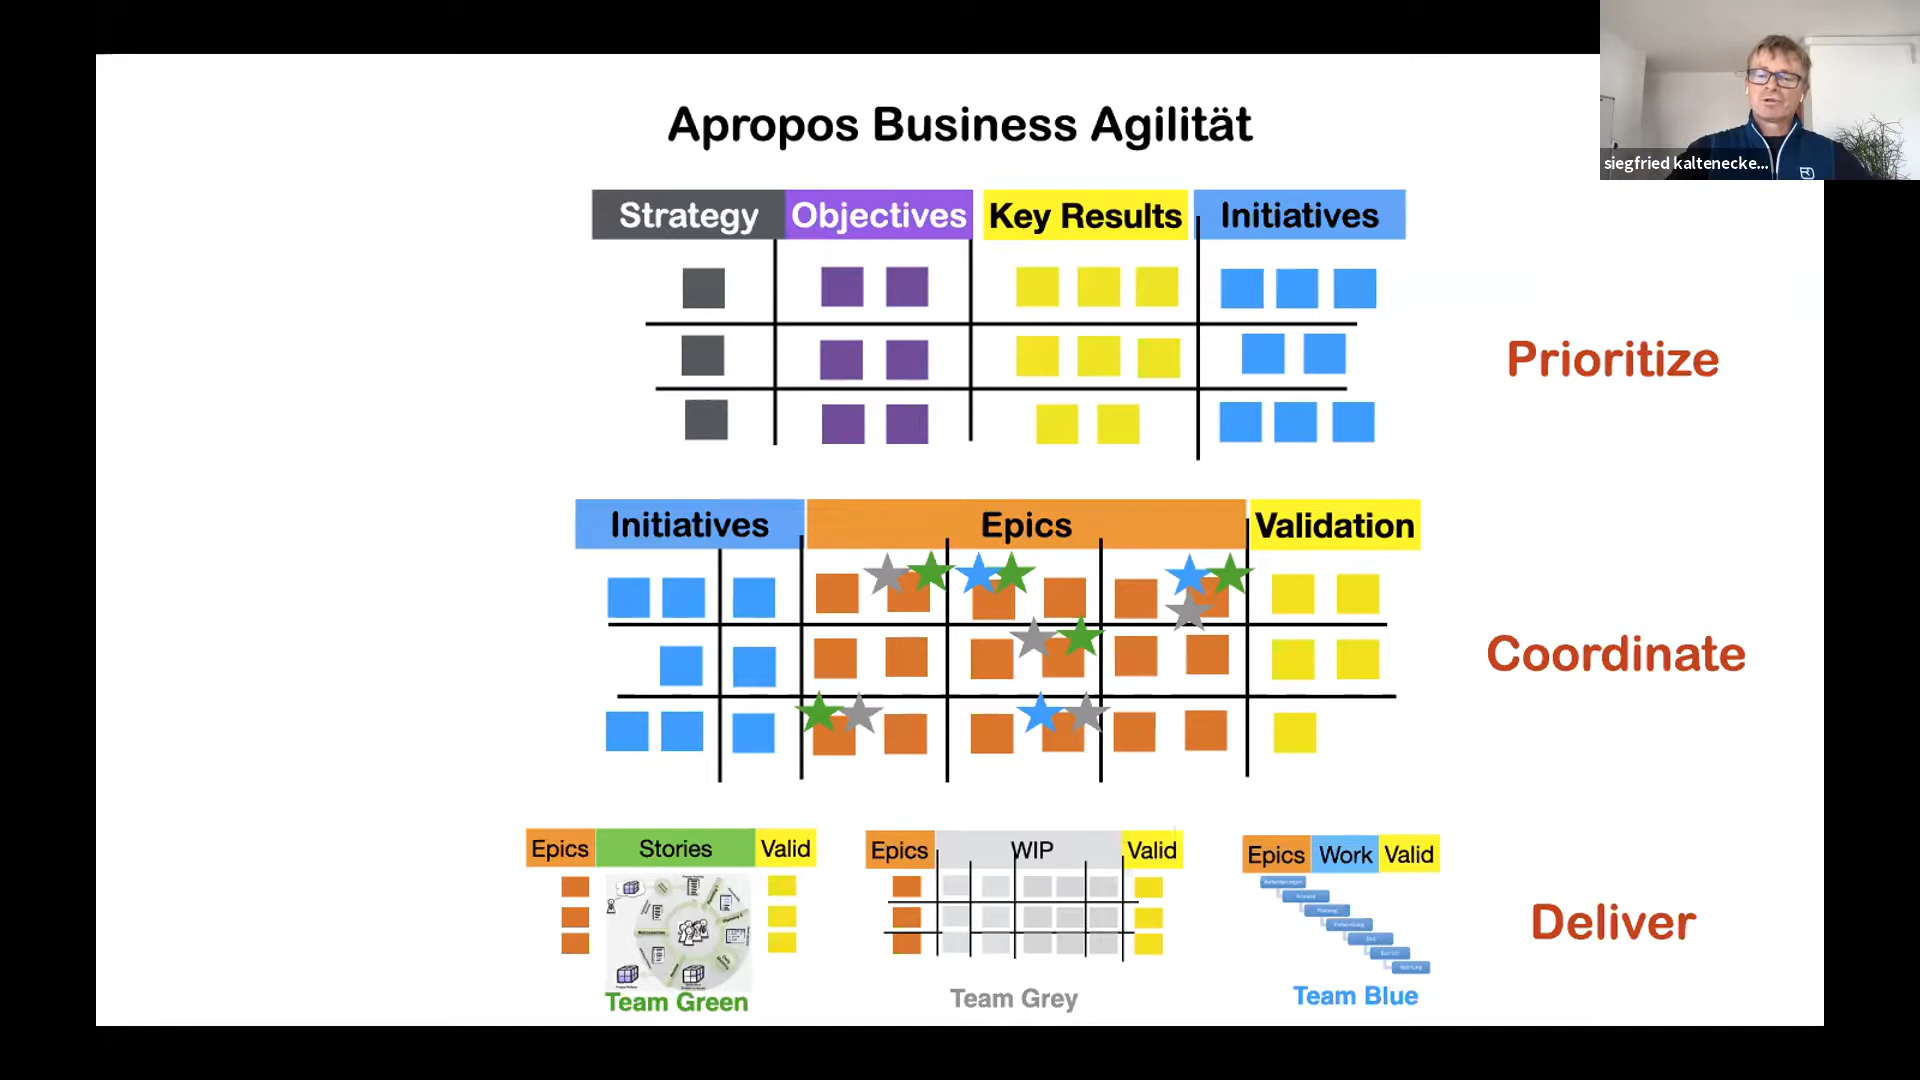 siegfried kaltenecke...
Apropos Business Agilität
Strategy Objectives Key Results Initiatives
Prioritize
Initiatives Epics Validation
Coordinate
Epics Stories Valid
Epics WIP Valid
Epics Work Valid
Deliver
Team Green
Team Grey
Team Blue